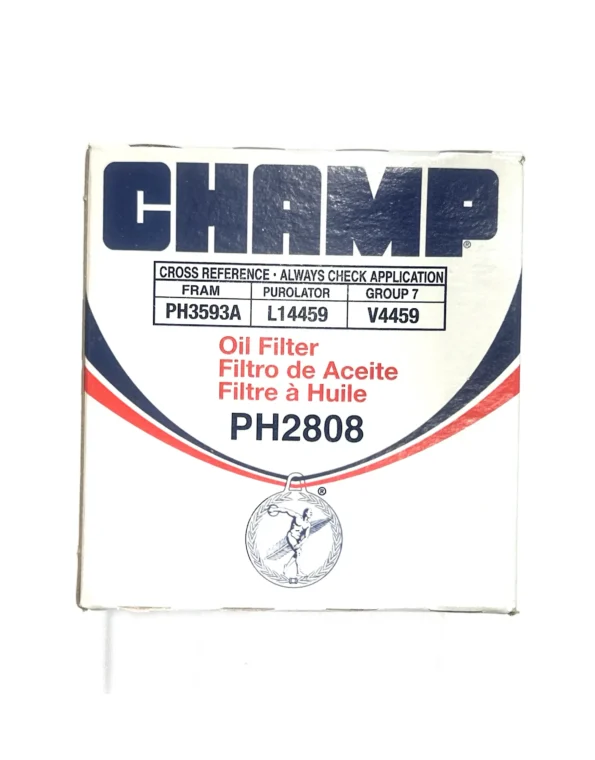 CHAMP®
CROSS REFERENCE · ALWAYS CHECK APPLICATION
FRAM PUROLATOR GROUP 7
PH3593A L14459 V4459
Oil Filter
Filtro de Aceite
Filtre à Huile
PH2808
®